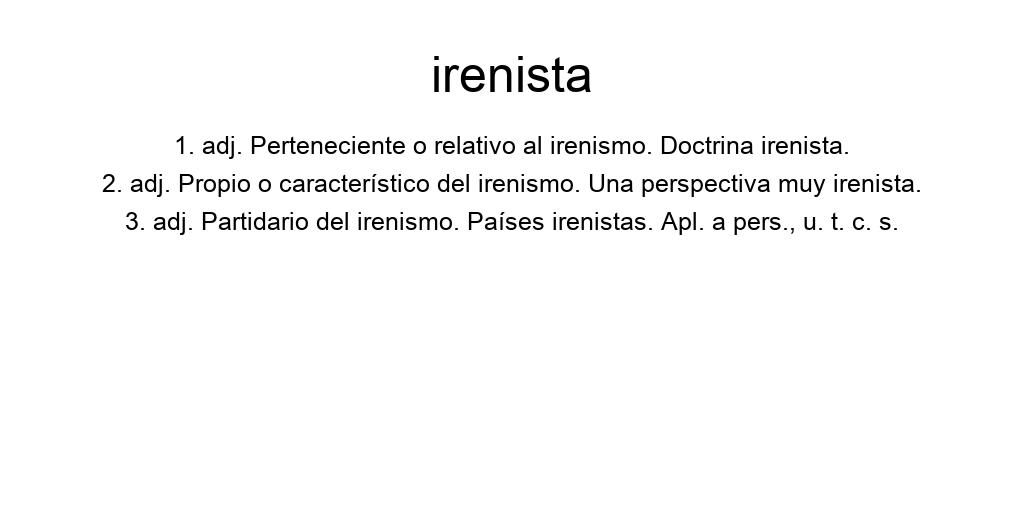 irenista
1. adj. Perteneciente o relativo al irenismo. Doctrina irenista.
2. adj. Propio o característico del irenismo. Una perspectiva muy irenista.
3. adj. Partidario del irenismo. Países irenistas. Apl. a pers., u. t. c. s.